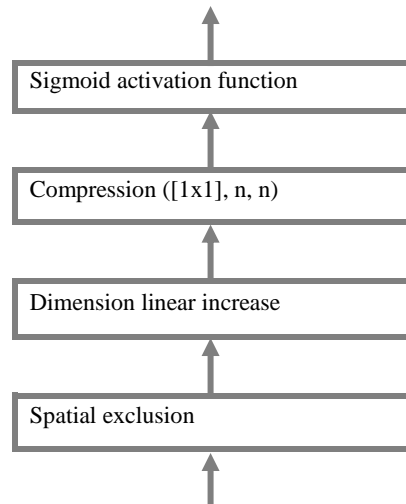 Sigmoid activation function
Compression ([1x1], n, n)
Dimension linear increase
Spatial exclusion